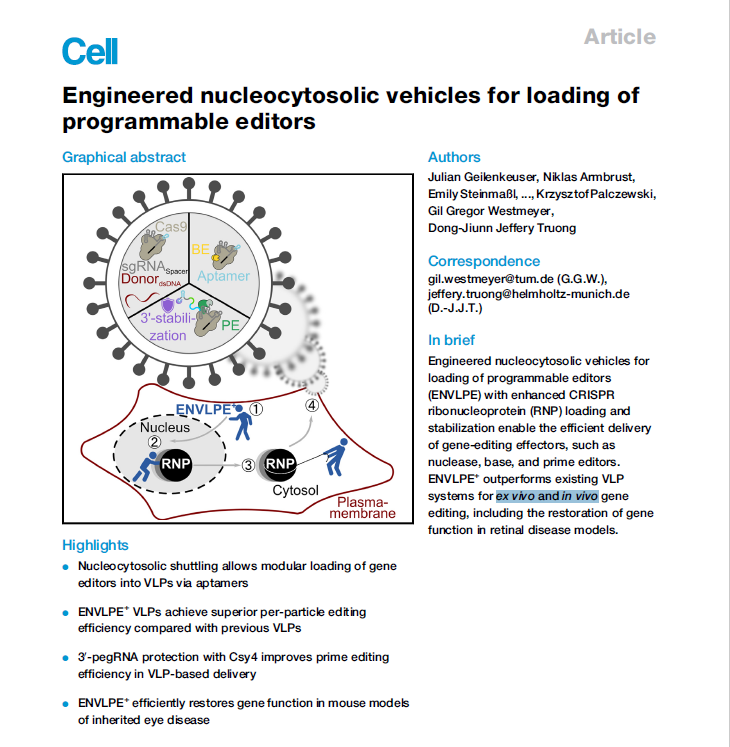 Article
Cell
Engineered nucleocytosolic vehicles for loading of
programmable editors
Graphical abstract
Cas9
sgRNA Spacer
Donor dsDNA
BE
Aptamer
3'-stabili-
zation
PE
ENVLPE+
①
④
Nucleus
②
RNP
③
RNP
Cytosol
Plasma-
membrane
Highlights
● Nucleocytosolic shuttling allows modular loading of gene
editors into VLPs via aptamers
● ENVLPE+ VLPs achieve superior per-particle editing
efficiency compared with previous VLPs
● 3′-pegRNA protection with Csy4 improves prime editing
efficiency in VLP-based delivery
● ENVLPE+ efficiently restores gene function in mouse models
of inherited eye disease
Authors
Julian Geilenkeuser, Niklas Armbrust,
Emily Steinmaßl, ..., Krzysztof Palczewski,
Gil Gregor Westmeyer,
Dong-Jiunn Jeffery Truong
Correspondence
gil.westmeyer@tum.de (G.G.W.),
jeffery.truong@helmholtz-munich.de
(D.-J.J.T.)
In brief
Engineered nucleocytosolic vehicles for
loading of programmable editors
(ENVLPE) with enhanced CRISPR
ribonucleoprotein (RNP) loading and
stabilization enable the efficient delivery
of gene-editing effectors, such as
nuclease, base, and prime editors.
ENVLPE+ outperforms existing VLP
systems for ex vivo and in vivo gene
editing, including the restoration of gene
function in retinal disease models.